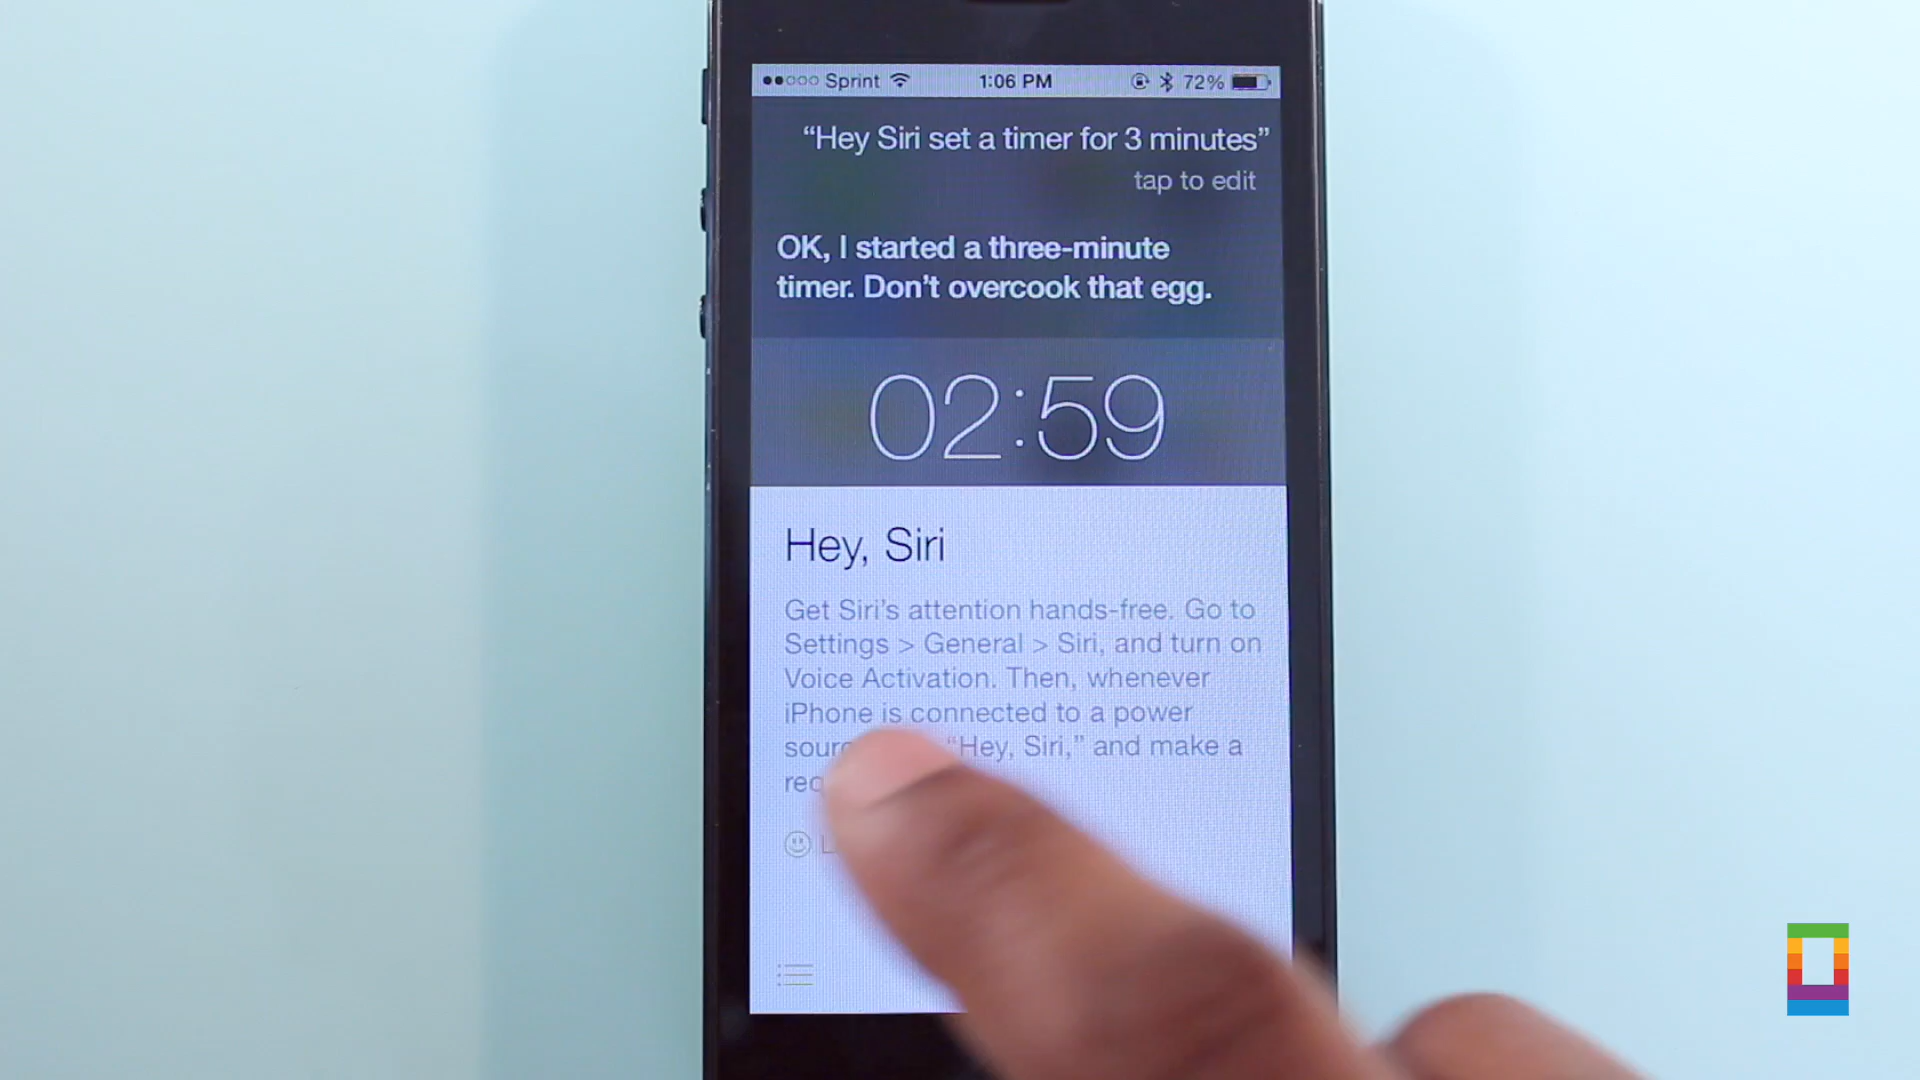 Sprint 1:06 PM 72%
“Hey Siri set a timer for 3 minutes”
tap to edit
OK, I started a three-minute
timer. Don’t overcook that egg.
02:59
Hey, Siri
Get Siri’s attention hands-free. Go to
Settings > General > Siri, and turn on
Voice Activation. Then, whenever
iPhone is connected to a power
“Hey, Siri,” and make a